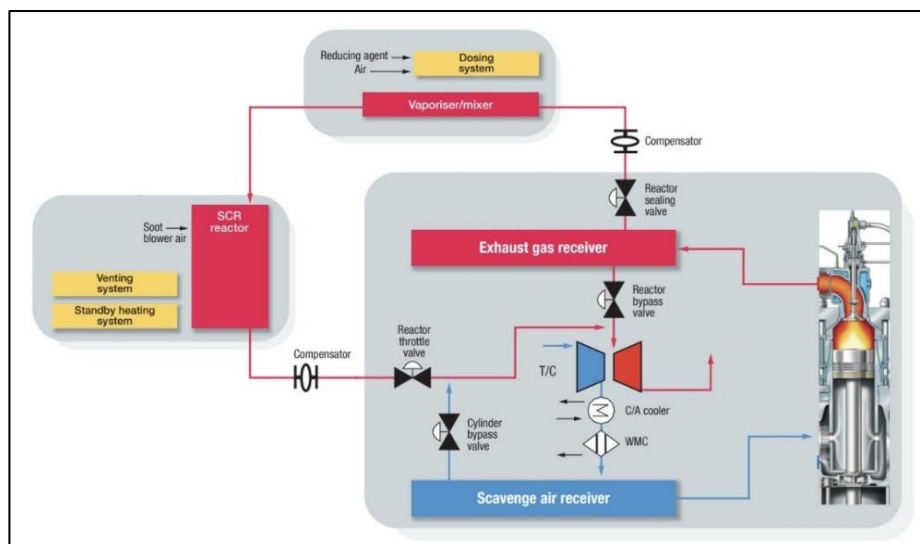 Reducing agent
Air
Dosing
system
Vaporiser/mixer
Compensator
Reactor
sealing
valve
SCR
reactor
Soot
blower air
Exhaust gas receiver
Venting
system
Standby heating
system
Reactor
bypass
valve
Reactor
throttle
valve
Compensator
T/C
C/A cooler
Cylinder
bypass
valve
WMC
Scavenge air receiver